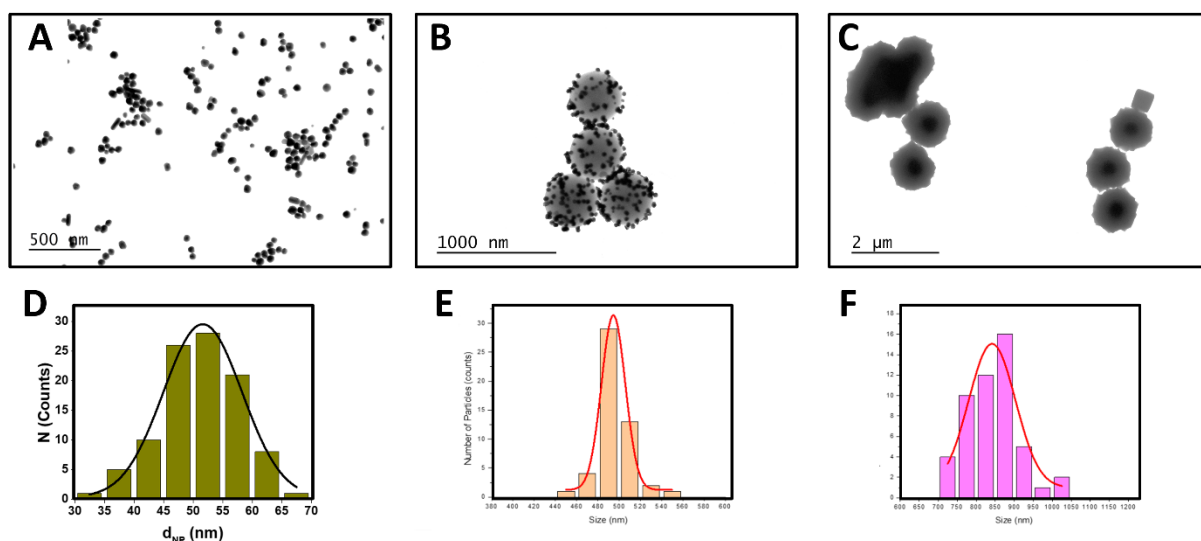 A
500 nm
B
1000 nm
C
2 µm
D
N (Counts)
30
25
20
15
10
5
0
30 35 40 45 50 55 60 65 70
d_NP (nm)
E
Number of Particles (counts)
30
25
20
15
10
5
0
380 400 420 440 460 480 500 520 540 560 580 600
Size (nm)
F
18
16
14
12
10
8
6
4
2
0
600 650 700 750 800 850 900 950 1000 1050 1100 1150 1200
Size (nm)